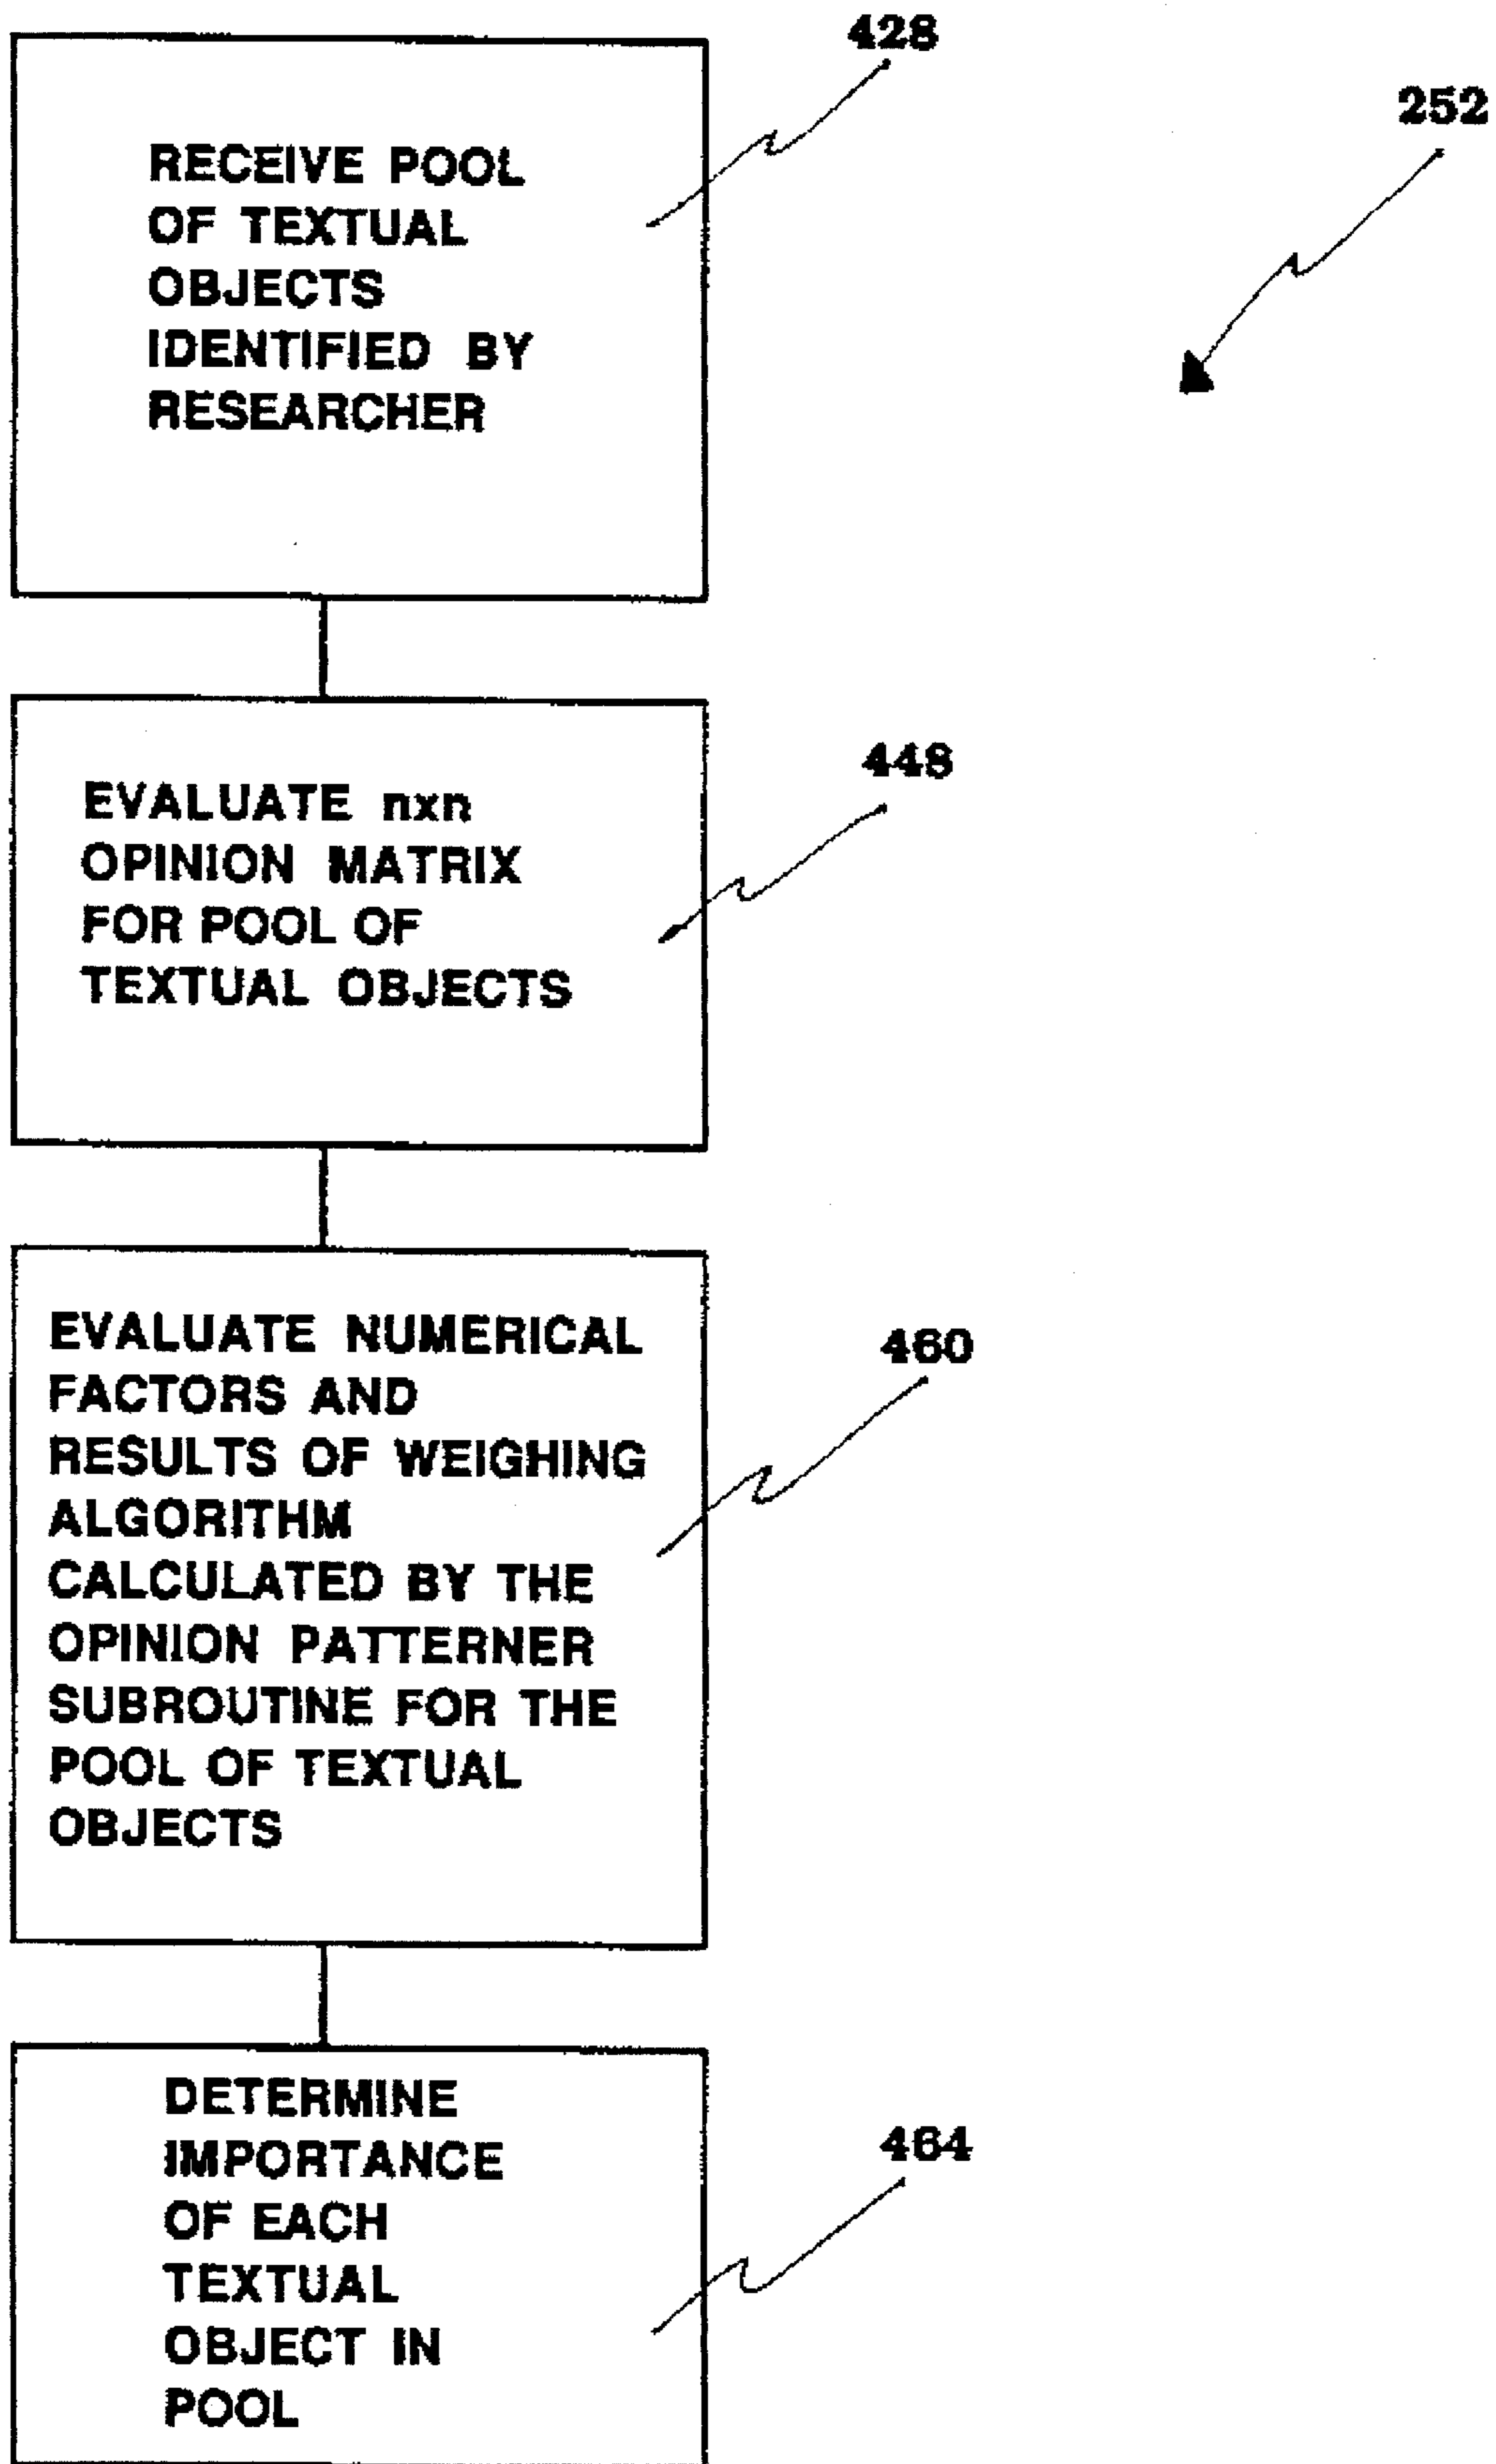 428
252
RECEIVE POOL
OF TEXTUAL
OBJECTS
IDENTIFIED BY
RESEARCHER
448
EVALUATE nxn
OPINION MATRIX
FOR POOL OF
TEXTUAL OBJECTS
460
EVALUATE NUMERICAL
FACTORS AND
RESULTS OF WEIGHING
ALGORITHM
CALCULATED BY THE
OPINION PATTERNER
SUBROUTINE FOR THE
POOL OF TEXTUAL
OBJECTS
464
DETERMINE
IMPORTANCE
OF EACH
TEXTUAL
OBJECT IN
POOL